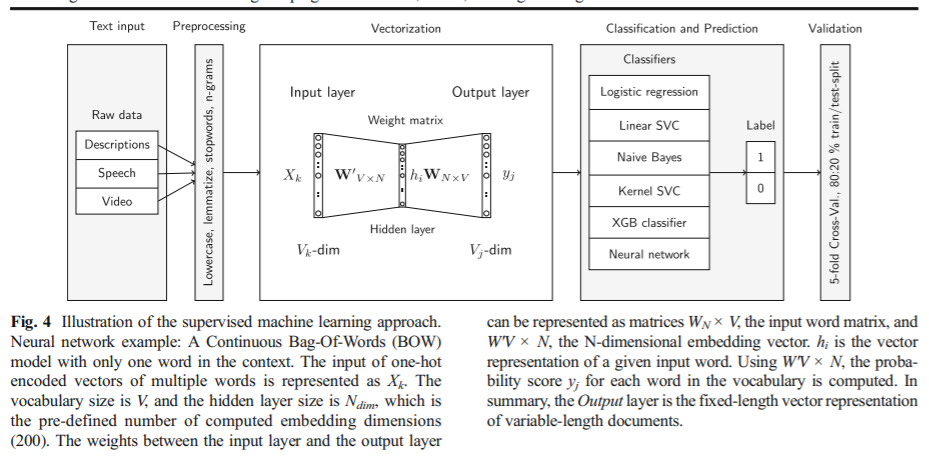 Text input
Preprocessing
Vectorization
Classification and Prediction
Validation
Raw data
Descriptions
Speech
Video
Lowercase, lemmatize, stopwords, n-grams
Input layer
Output layer
Weight matrix
X_k
W'_{V×N}
h_i W_{N×V}
y_j
Hidden layer
V_k-dim
V_j-dim
Classifiers
Logistic regression
Linear SVC
Naive Bayes
Kernel SVC
XGB classifier
Neural network
Label
1
0
5-fold Cross-Val., 80:20 % train/test-split
Fig. 4 Illustration of the supervised machine learning approach.
Neural network example: A Continuous Bag-Of-Words (BOW)
model with only one word in the context. The input of one-hot
encoded vectors of multiple words is represented as X_k. The
vocabulary size is V, and the hidden layer size is N_dim, which is
the pre-defined number of computed embedding dimensions
(200). The weights between the input layer and the output layer
can be represented as matrices W_N × V, the input word matrix, and
W'V × N, the N-dimensional embedding vector. h_i is the vector
representation of a given input word. Using W'V × N, the proba-
bility score y_j for each word in the vocabulary is computed. In
summary, the Output layer is the fixed-length vector representation
of variable-length documents.